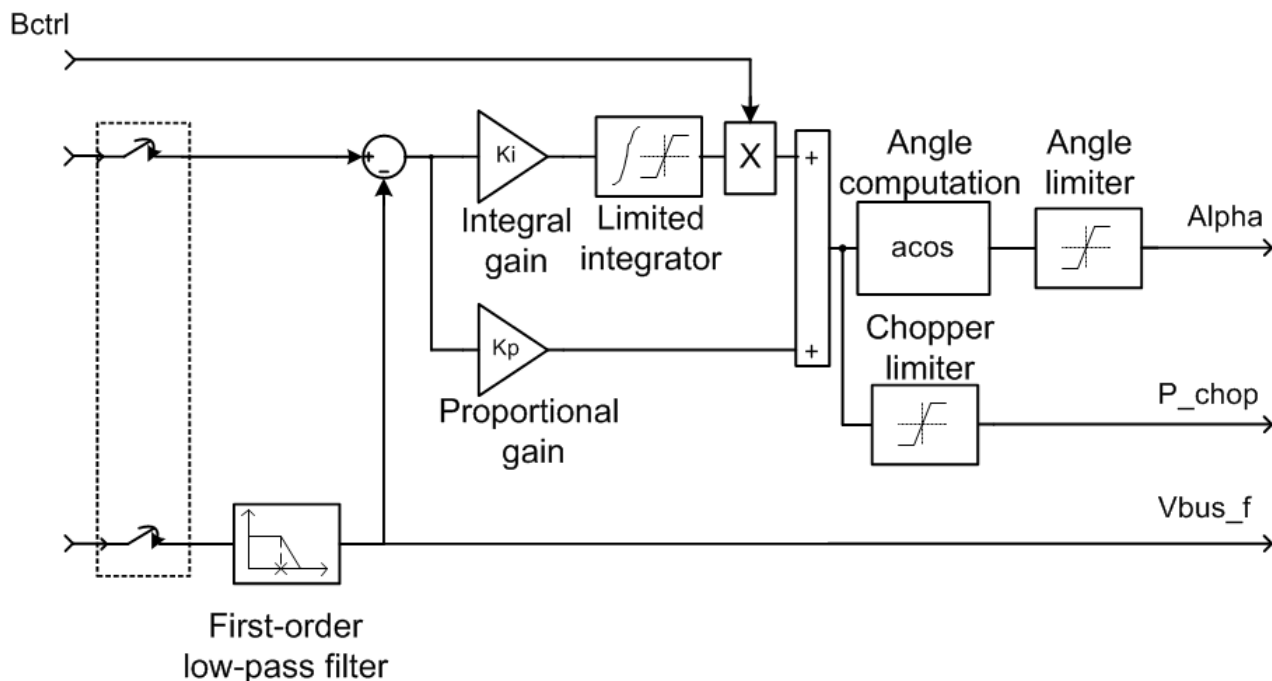 Bctrl
+
-
Ki
Integral
gain
Limited
integrator
X
+
Angle
computation
acos
Angle
limiter
Alpha
Kp
Proportional
gain
+
Chopper
limiter
P_chop
Vbus_f
First-order
low-pass filter